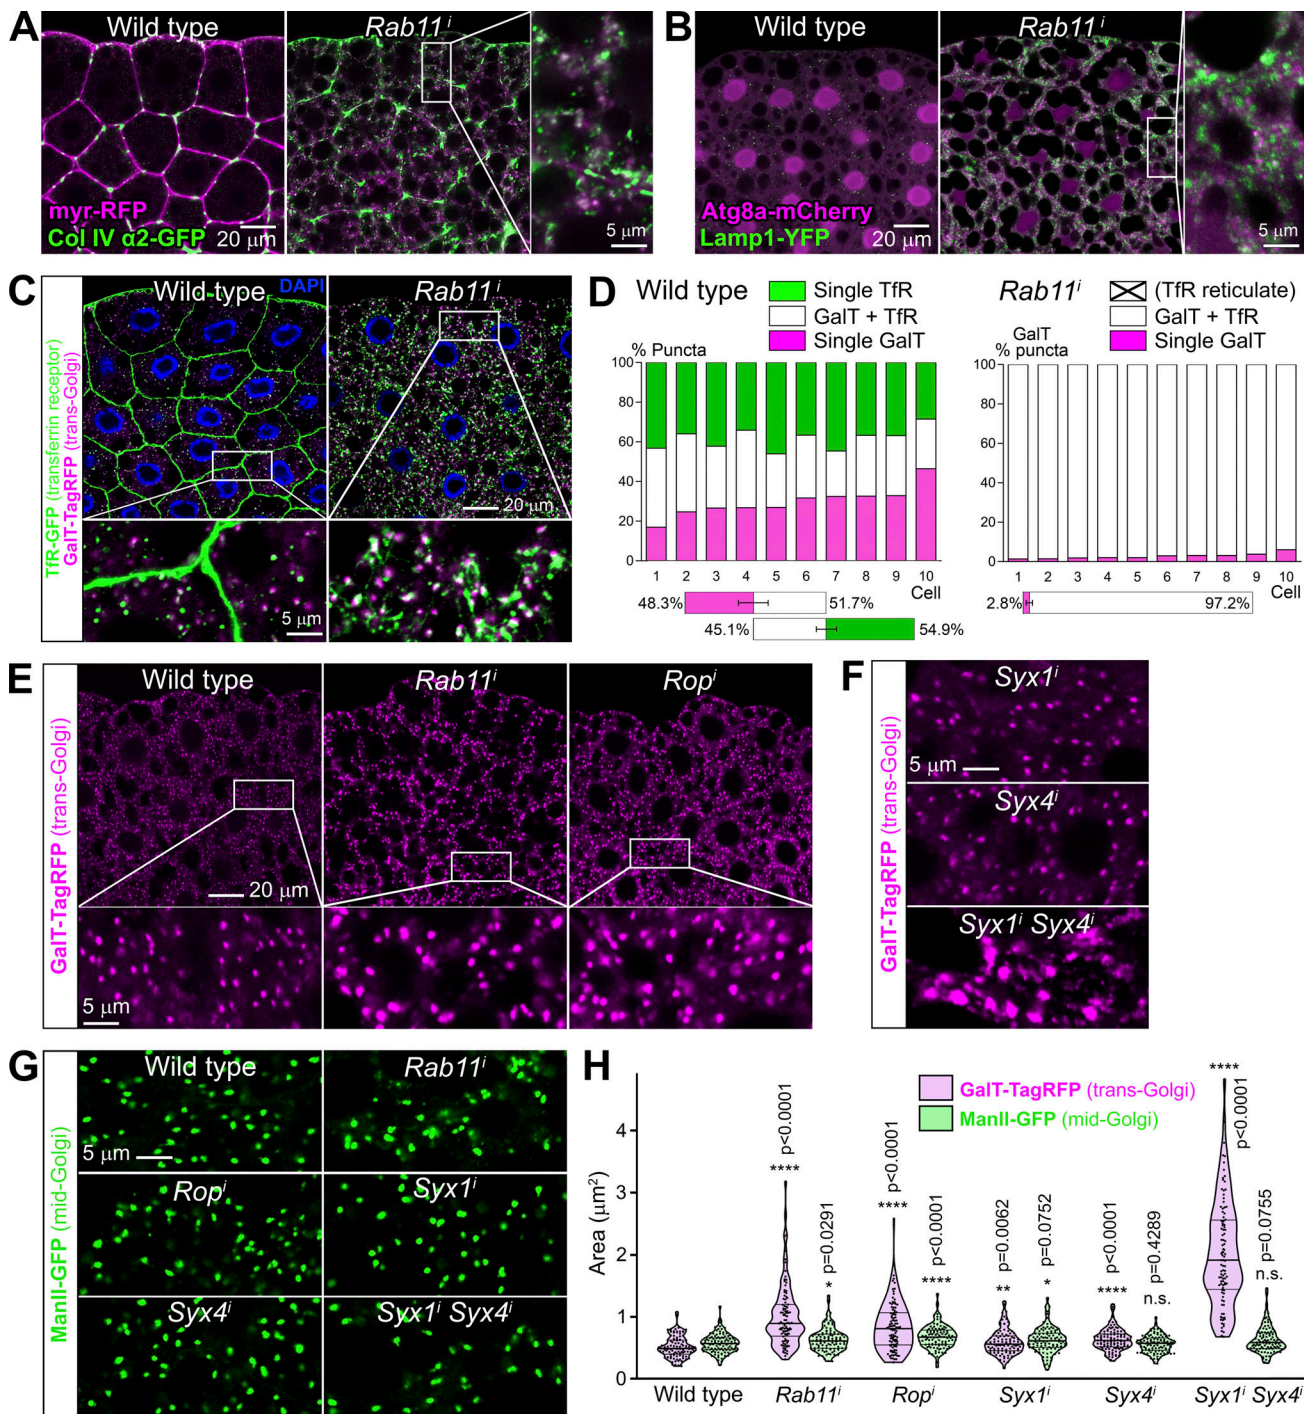 A
Wild type
Rab11ⁱ
myr-RFP
Col IV α2-GFP
20 μm
5 μm
B
Wild type
Rab11ⁱ
Atg8a-mCherry
Lamp1-YFP
20 μm
5 μm
C
TfR-GFP (transferrin receptor)
GalT-TagRFP (trans-Golgi)
Wild type
DAPI
Rab11ⁱ
20 μm
5 μm
D
Wild type
Single TfR
GalT + TfR
Single GalT
% Puncta
100
80
60
40
20
0
1 2 3 4 5 6 7 8 9 10
Cell
48.3% 51.7%
45.1% 54.9%
Rab11ⁱ
(TfR reticulate)
GalT + TfR
Single GalT
GalT
% puncta
100
80
60
40
20
0
1 2 3 4 5 6 7 8 9 10
Cell
2.8% 97.2%
E
GalT-TagRFP (trans-Golgi)
Wild type
Rab11ⁱ
Ropⁱ
20 μm
5 μm
F
GalT-TagRFP (trans-Golgi)
Syx1ⁱ
5 μm
Syx4ⁱ
Syx1ⁱ Syx4ⁱ
G
ManII-GFP (mid-Golgi)
Wild type
Rab11ⁱ
5 μm
Ropⁱ
Syx1ⁱ
Syx4ⁱ
Syx1ⁱ Syx4ⁱ
H
GalT-TagRFP (trans-Golgi)
ManII-GFP (mid-Golgi)
Area (μm²)
4
3
2
1
0
**** p<0.0001
* p=0.0291
**** p<0.0001
**** p<0.0001
** p=0.0062
* p=0.0752
**** p<0.0001
n.s. p=0.4289
**** p<0.0001
n.s. p=0.0755
Wild type
Rab11ⁱ
Ropⁱ
Syx1ⁱ
Syx4ⁱ
Syx1ⁱ Syx4ⁱ